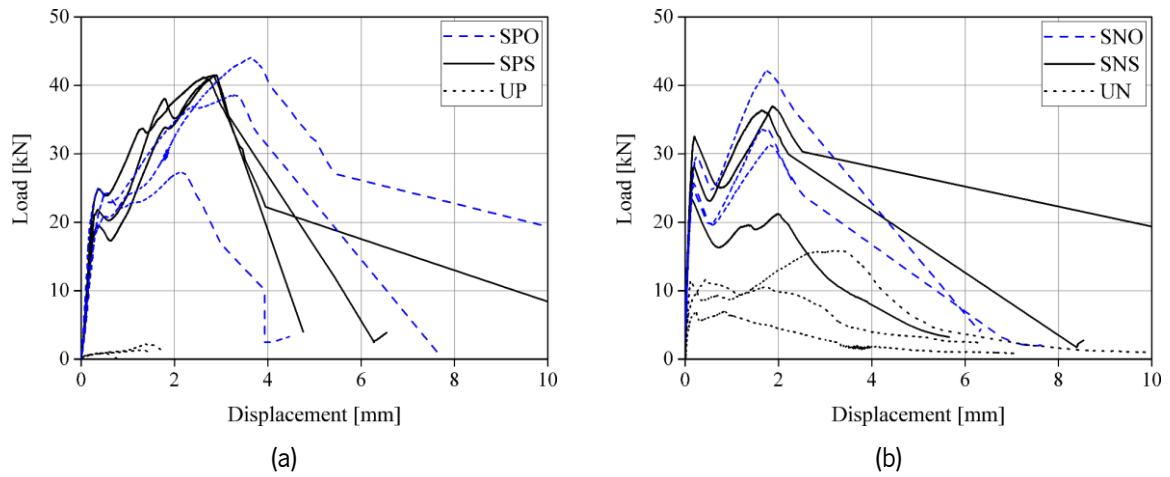 50
40
30
20
10
0
Load [kN]
0 2 4 6 8 10
Displacement [mm]
SPO
SPS
UP
(a)
50
40
30
20
10
0
Load [kN]
0 2 4 6 8 10
Displacement [mm]
SNO
SNS
UN
(b)